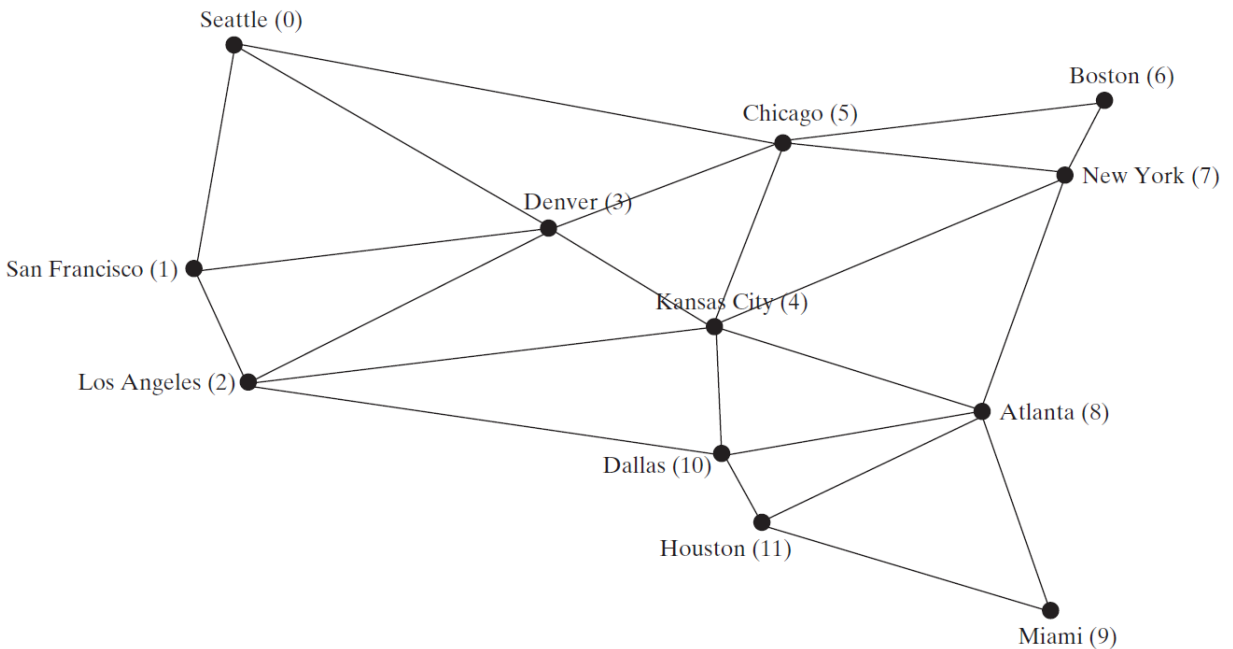 Seattle (0)
Boston (6)
Chicago (5)
New York (7)
Denver (3)
San Francisco (1)
Kansas City (4)
Los Angeles (2)
Atlanta (8)
Dallas (10)
Houston (11)
Miami (9)